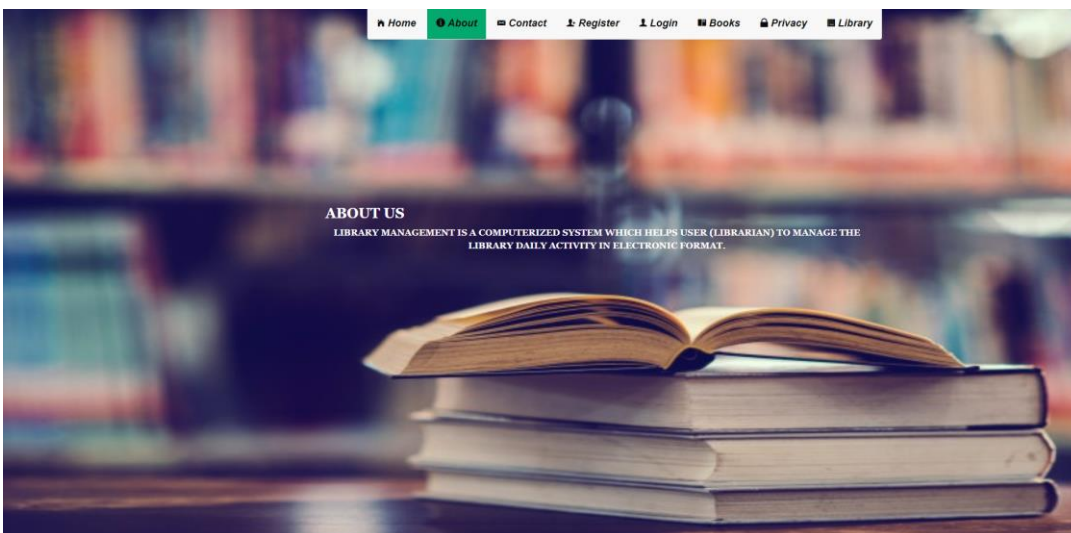 Home About Contact Register Login Books Privacy Library
ABOUT US
LIBRARY MANAGEMENT IS A COMPUTERIZED SYSTEM WHICH HELPS USER (LIBRARIAN) TO MANAGE THE
LIBRARY DAILY ACTIVITY IN ELECTRONIC FORMAT.